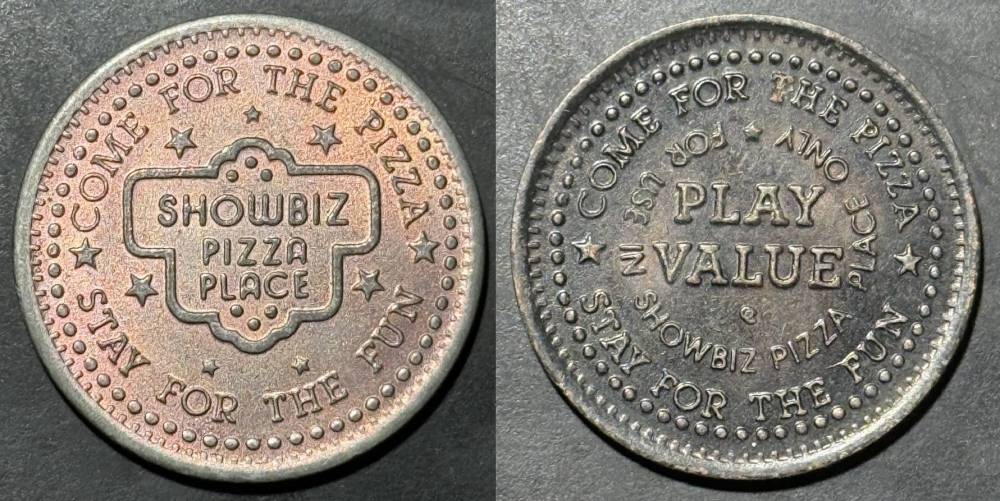 COME FOR THE PIZZA
SHOWBIZ
PIZZA
PLACE
STAY FOR THE FUN
COME FOR THE PIZZA
FOR ONLY
PLAY
VALUE
USE IN SHOWBIZ PIZZA PLACE
STAY FOR THE FUN